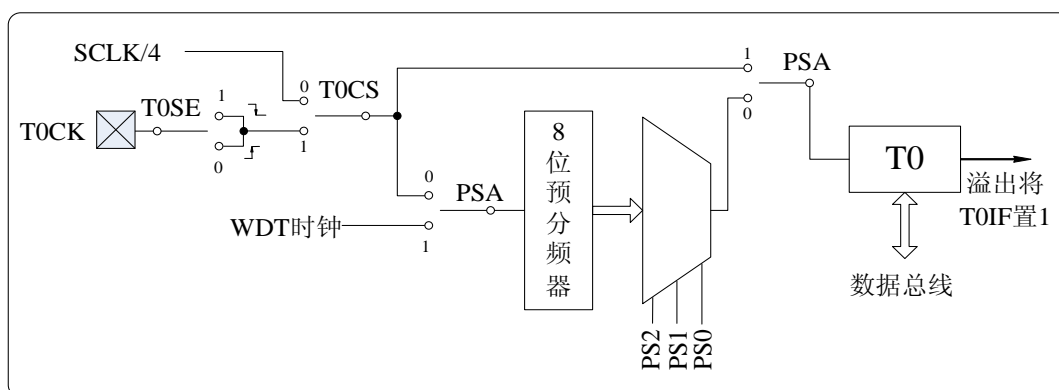 SCLK/4
T0CK
T0SE
1
0
0
1
T0CS
0
1
PSA
WDT时钟
8位预分频器
PS2
PS1
PS0
1
0
PSA
T0
溢出将
T0IF置1
数据总线